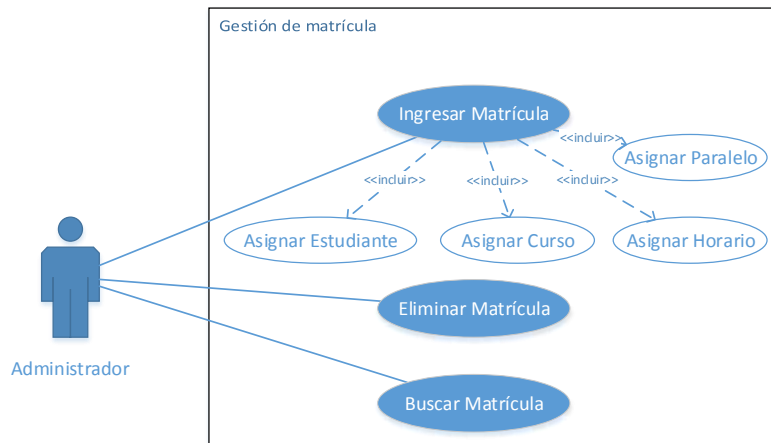 Gestión de matrícula
Ingresar Matrícula
<<incluir>>
Asignar Paralelo
<<incluir>>
<<incluir>>
<<incluir>>
Asignar Estudiante
Asignar Curso
Asignar Horario
Eliminar Matrícula
Administrador
Buscar Matrícula